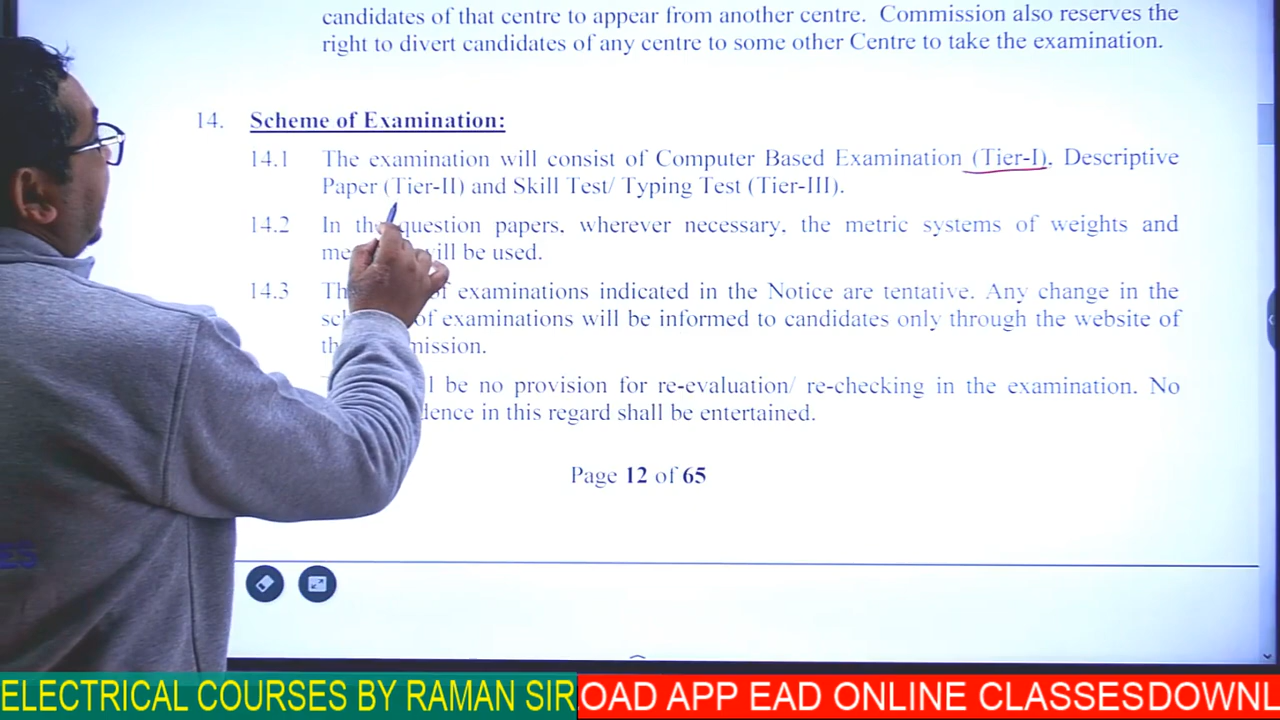 candidates of that centre to appear from another centre. Commission also reserves the
right to divert candidates of any centre to some other Centre to take the examination.
14. Scheme of Examination:
14.1 The examination will consist of Computer Based Examination (Tier-I), Descriptive
Paper (Tier-II) and Skill Test/ Typing Test (Tier-III).
14.2 In the question papers, wherever necessary, the metric systems of weights and
will be used.
14.3 of examinations indicated in the Notice are tentative. Any change in the
of examinations will be informed to candidates only through the website of
be no provision for re-evaluation/ re-checking in the examination. No
in this regard shall be entertained.
Page 12 of 65
ELECTRICAL COURSES BY RAMAN SIR
OAD APP EAD ONLINE CLASSESDOWNL